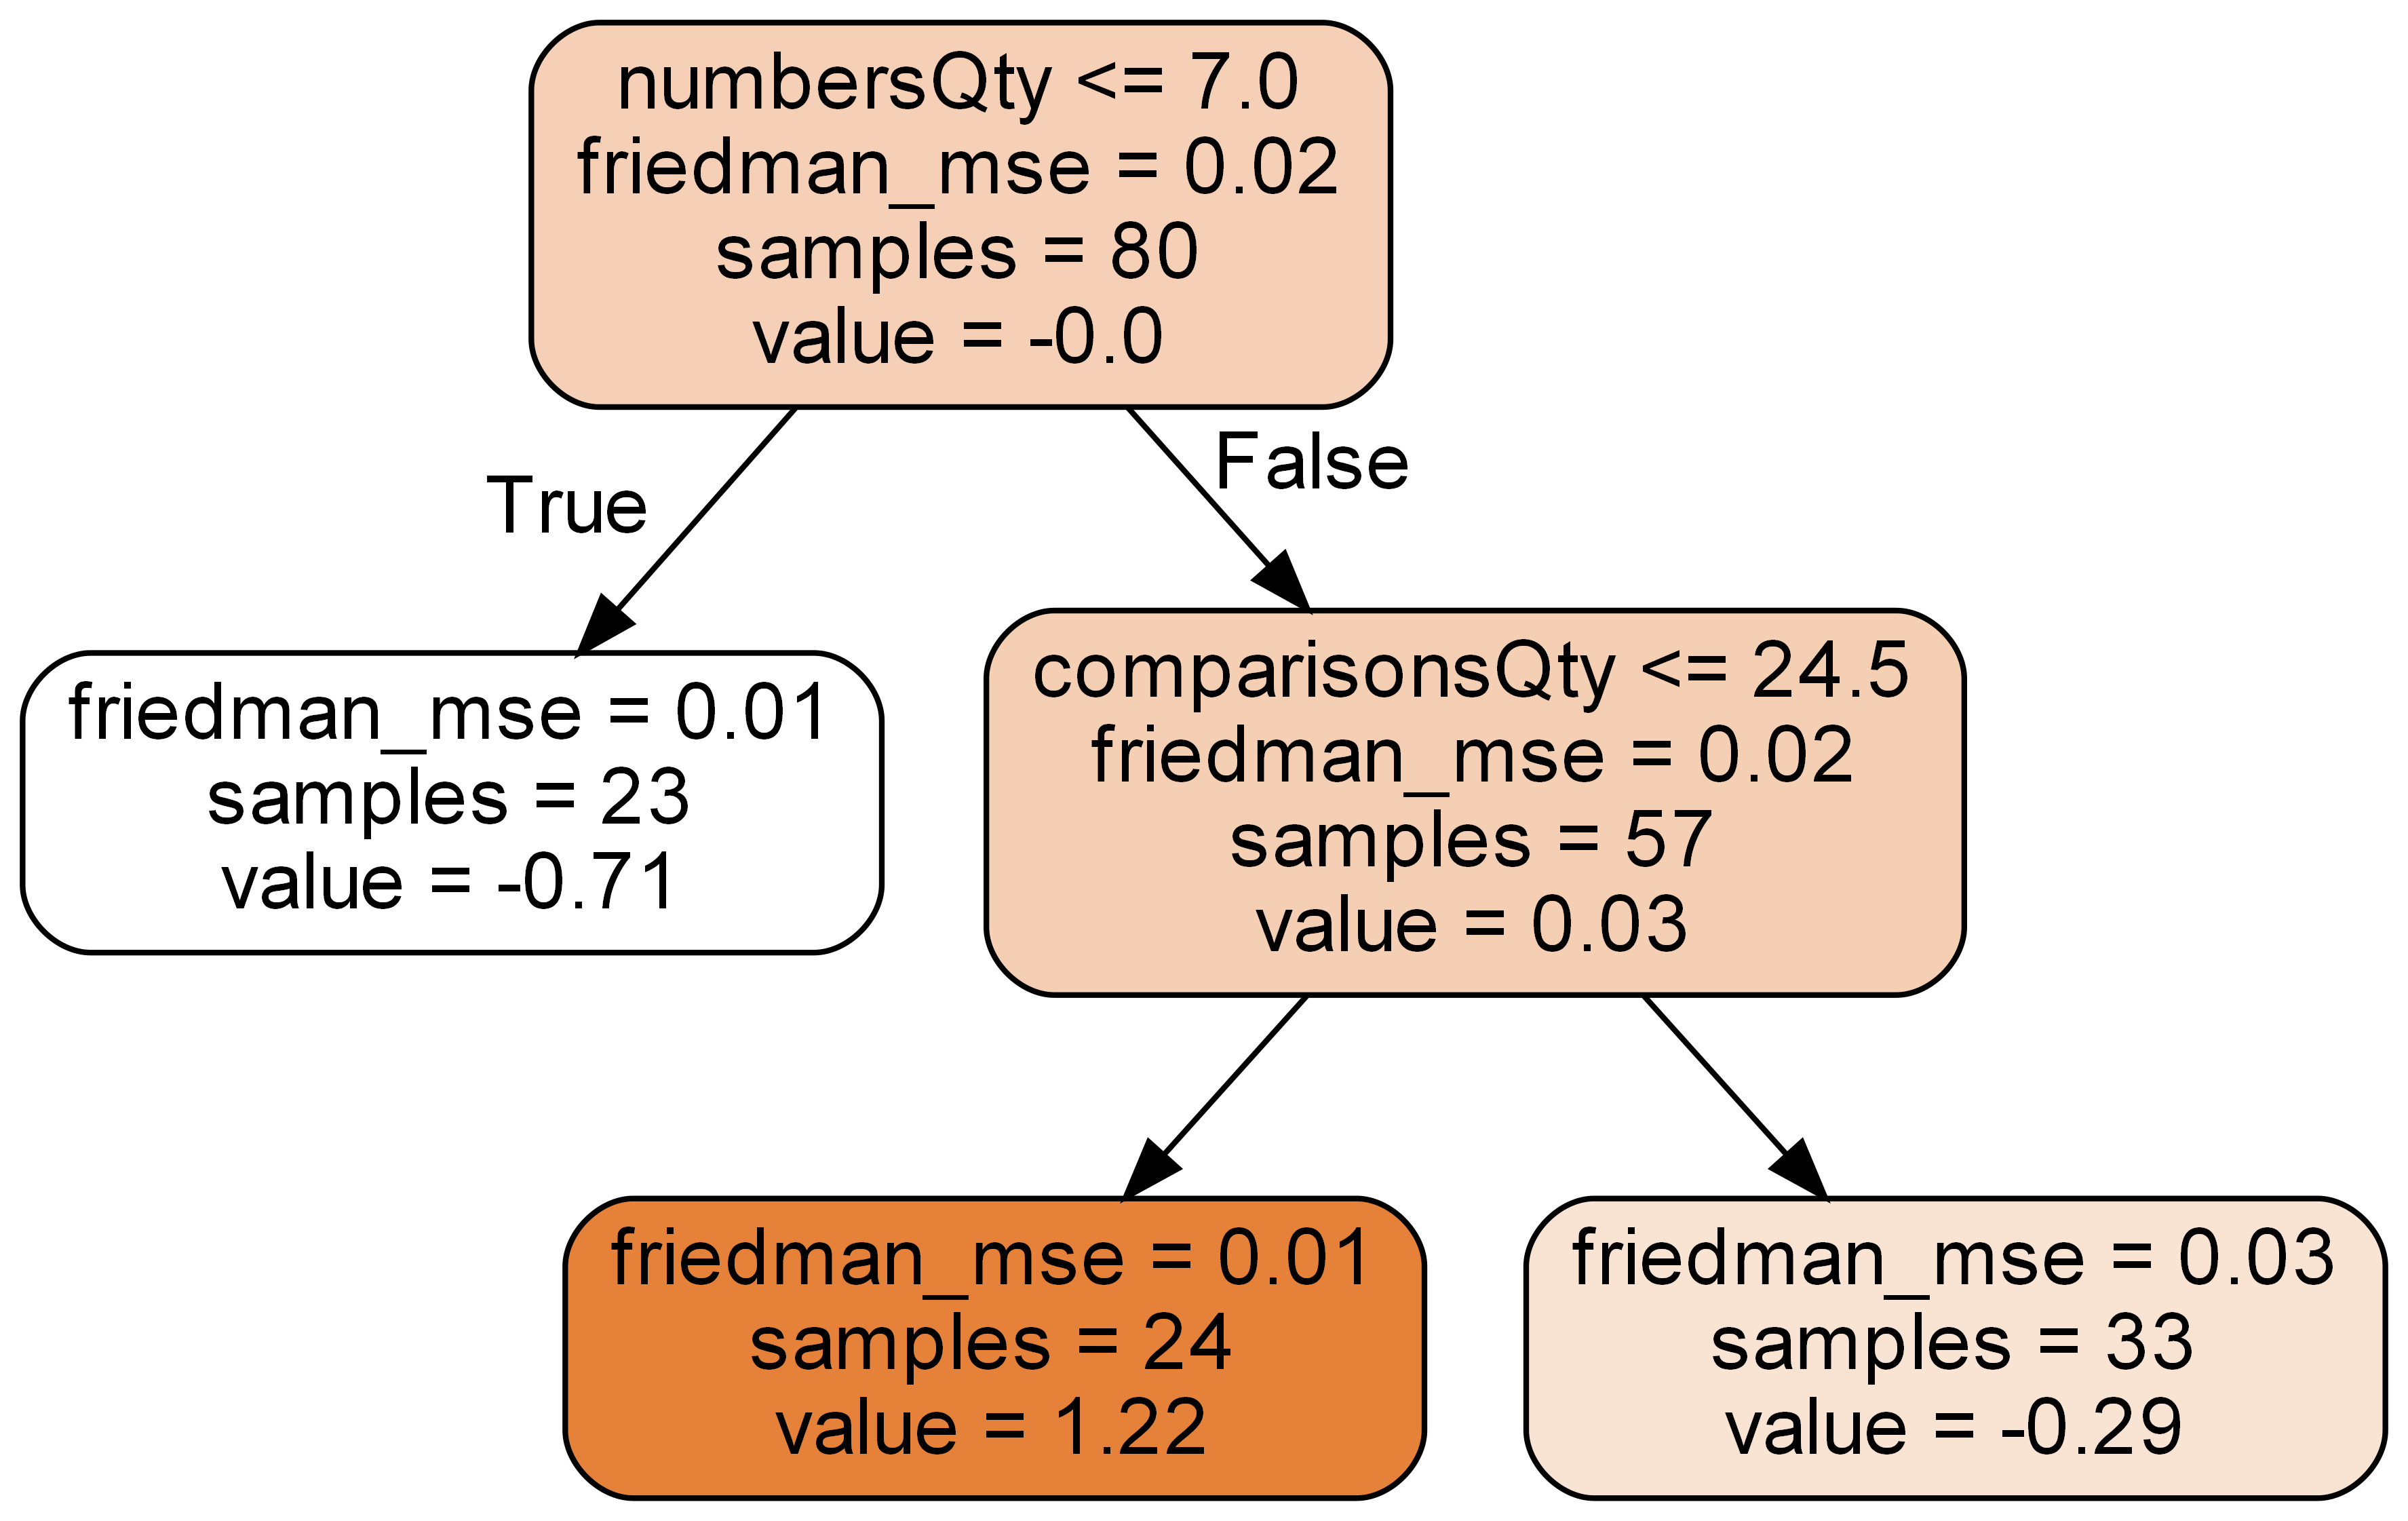 numbersQty <= 7.0
friedman_mse = 0.02
samples = 80
value = -0.0
True
False
friedman_mse = 0.01
samples = 23
value = -0.71
comparisonsQty <= 24.5
friedman_mse = 0.02
samples = 57
value = 0.03
friedman_mse = 0.01
samples = 24
value = 1.22
friedman_mse = 0.03
samples = 33
value = -0.29